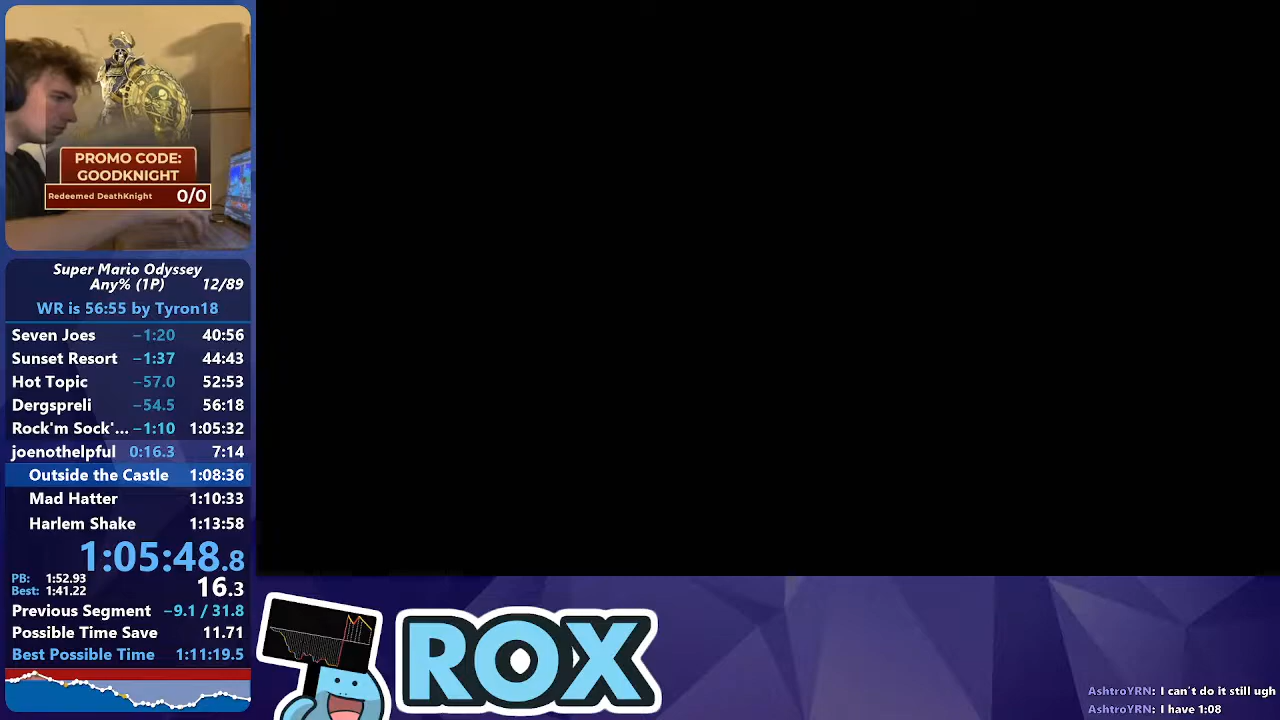 PROMO CODE:
GOODKNIGHT
Redeemed DeathKnight 0/0
Super Mario Odyssey
Any% (1P) 12/89
WR is 56:55 by Tyron18
Seven Joes −1:20 40:56
Sunset Resort −1:37 44:43
Hot Topic −57.0 52:53
Dergspreli −54.5 56:18
Rock'm Sock'... −1:10 1:05:32
joenothelpful 0:16.3 7:14
Outside the Castle 1:08:36
Mad Hatter 1:10:33
Harlem Shake 1:13:58
1:05:48.8
PB: 1:52.93
Best: 1:41.22
16.3
Previous Segment −9.1 / 31.8
Possible Time Save 11.71
Best Possible Time 1:11:19.5
ROX
AshtroYRN: I can't do it still ugh
AshtroYRN: I have 1:08